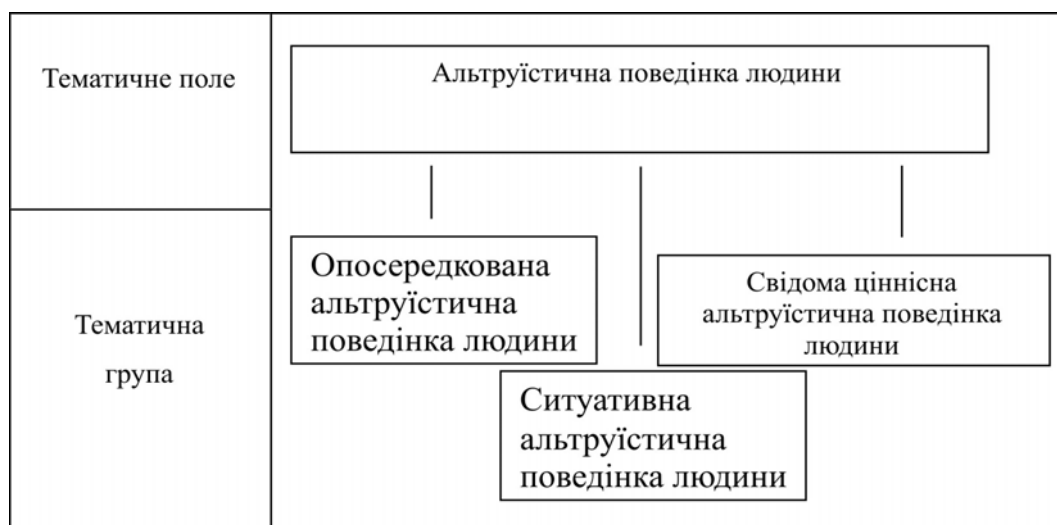 Тематичне поле
Альтруїстична поведінка людини
Тематична
група
Опосередкована
альтруїстична
поведінка людини
Свідома ціннісна
альтруїстична поведінка
людини
Ситуативна
альтруїстична
поведінка людини